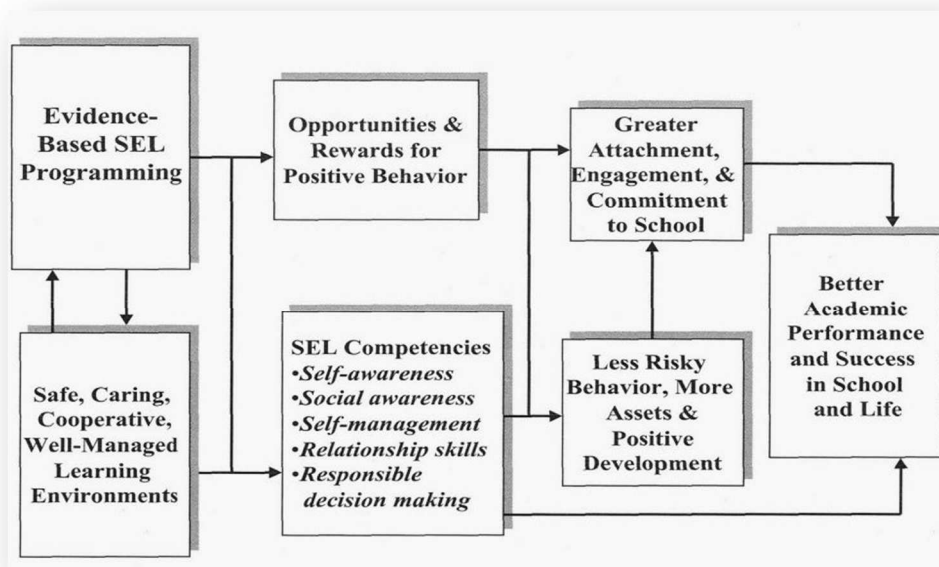 Evidence-
Based SEL
Programming
Opportunities &
Rewards for
Positive Behavior
Greater
Attachment,
Engagement, &
Commitment
to School
Better
Academic
Performance
and Success
in School
and Life
Safe, Caring,
Cooperative,
Well-Managed
Learning
Environments
SEL Competencies
•Self-awareness
•Social awareness
•Self-management
•Relationship skills
•Responsible
decision making
Less Risky
Behavior, More
Assets &
Positive
Development